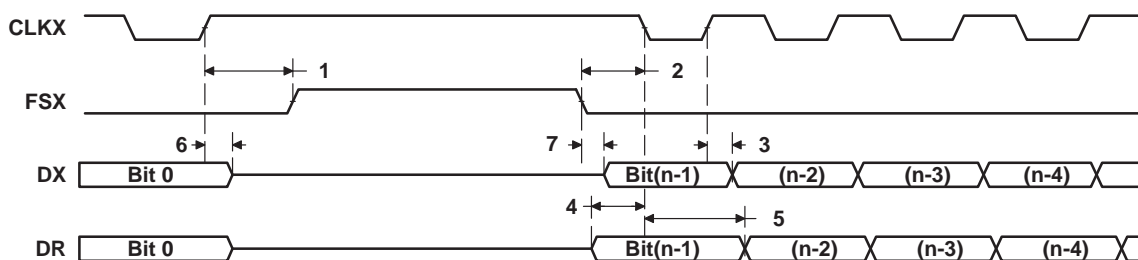 CLKX
1
2
FSX
6
7
3
DX
Bit 0
Bit(n-1)
(n-2)
(n-3)
(n-4)
4
5
DR
Bit 0
Bit(n-1)
(n-2)
(n-3)
(n-4)